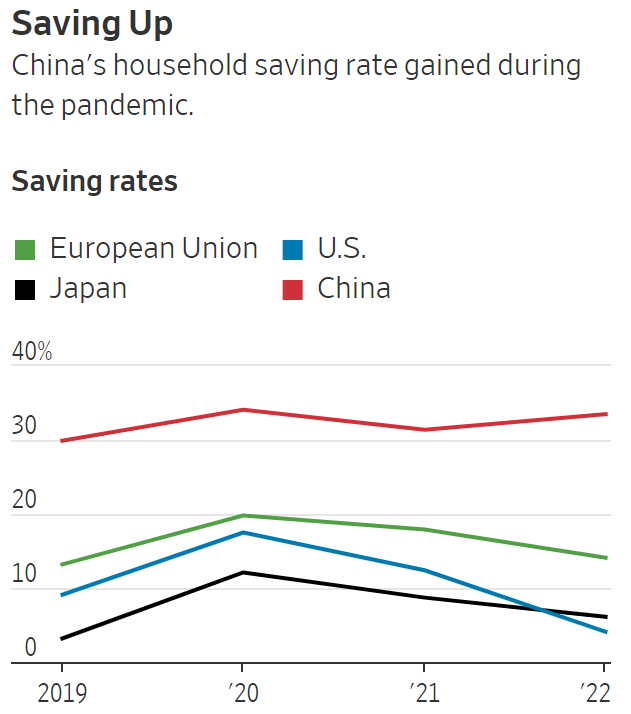 Saving Up
China's household saving rate gained during
the pandemic.
Saving rates
European Union
U.S.
Japan
China
40%
30
20
10
0
2019
'20
'21
'22